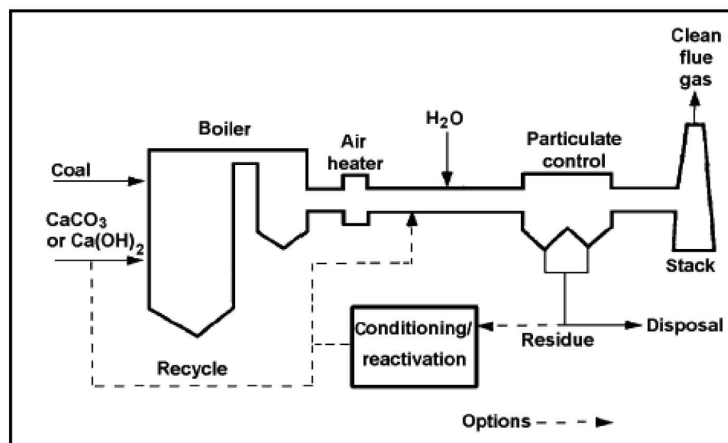 Clean
flue
gas
H₂O
Boiler
Air
heater
Particulate
control
Coal
CaCO₃
or Ca(OH)₂
Stack
Conditioning/
reactivation
Disposal
Residue
Recycle
Options